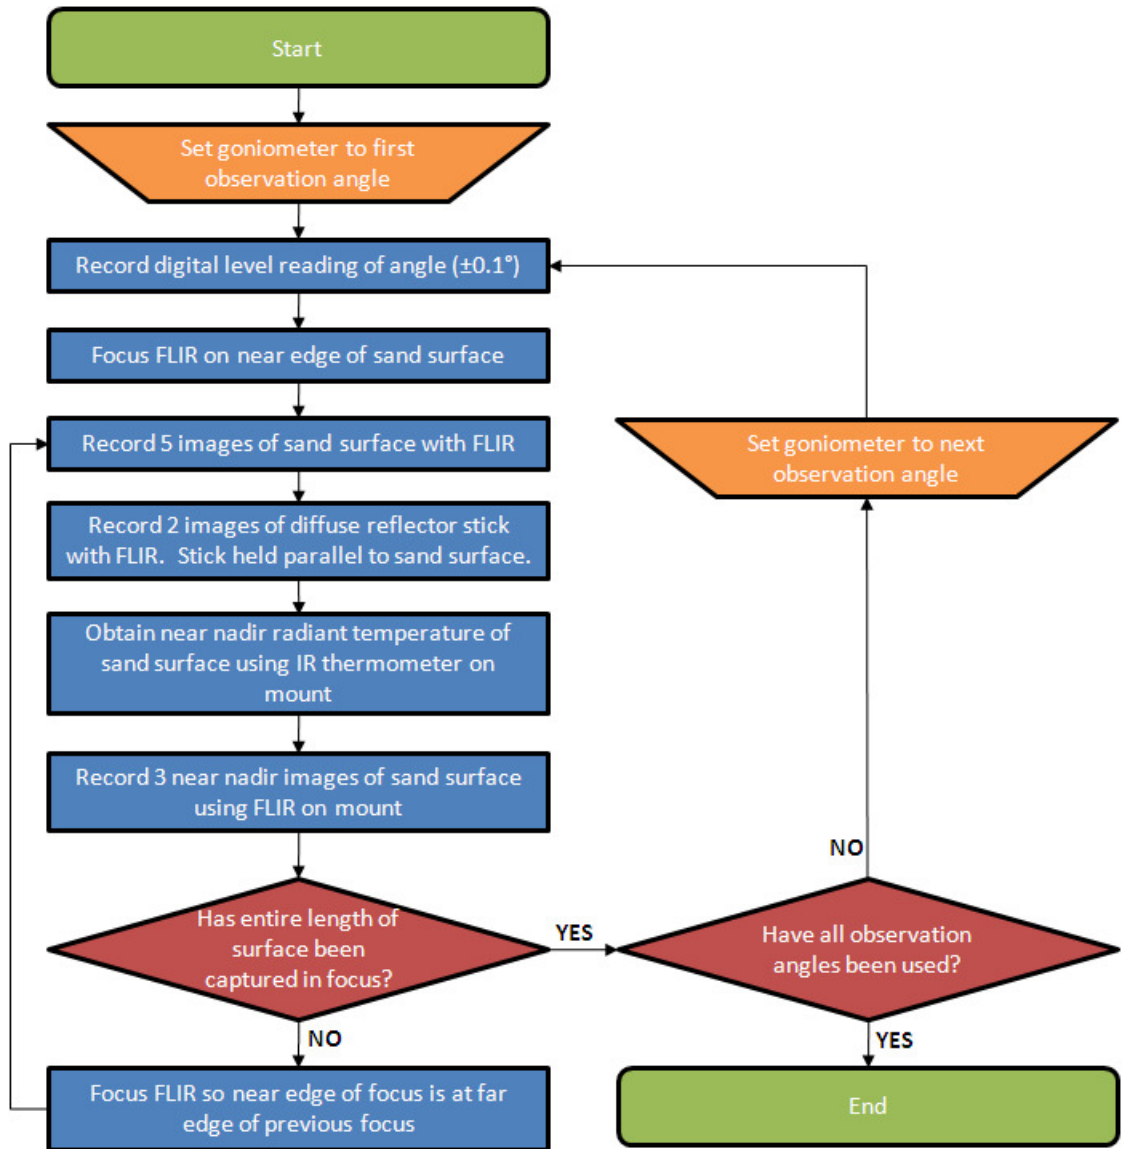 Start
Set goniometer to first
observation angle
Record digital level reading of angle (±0.1°)
Focus FLIR on near edge of sand surface
Record 5 images of sand surface with FLIR
Record 2 images of diffuse reflector stick
with FLIR.  Stick held parallel to sand surface.
Obtain near nadir radiant temperature of
sand surface using IR thermometer on
mount
Record 3 near nadir images of sand surface
using FLIR on mount
Has entire length of
surface been
captured in focus?
YES
NO
Focus FLIR so near edge of focus is at far
edge of previous focus
Set goniometer to next
observation angle
NO
Have all observation
angles been used?
YES
End